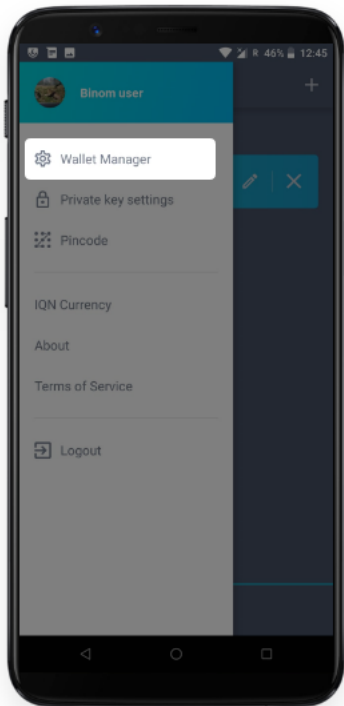 R 46% 12:45
Binom user
Wallet Manager
Private key settings
Pincode
IQN Currency
About
Terms of Service
Logout